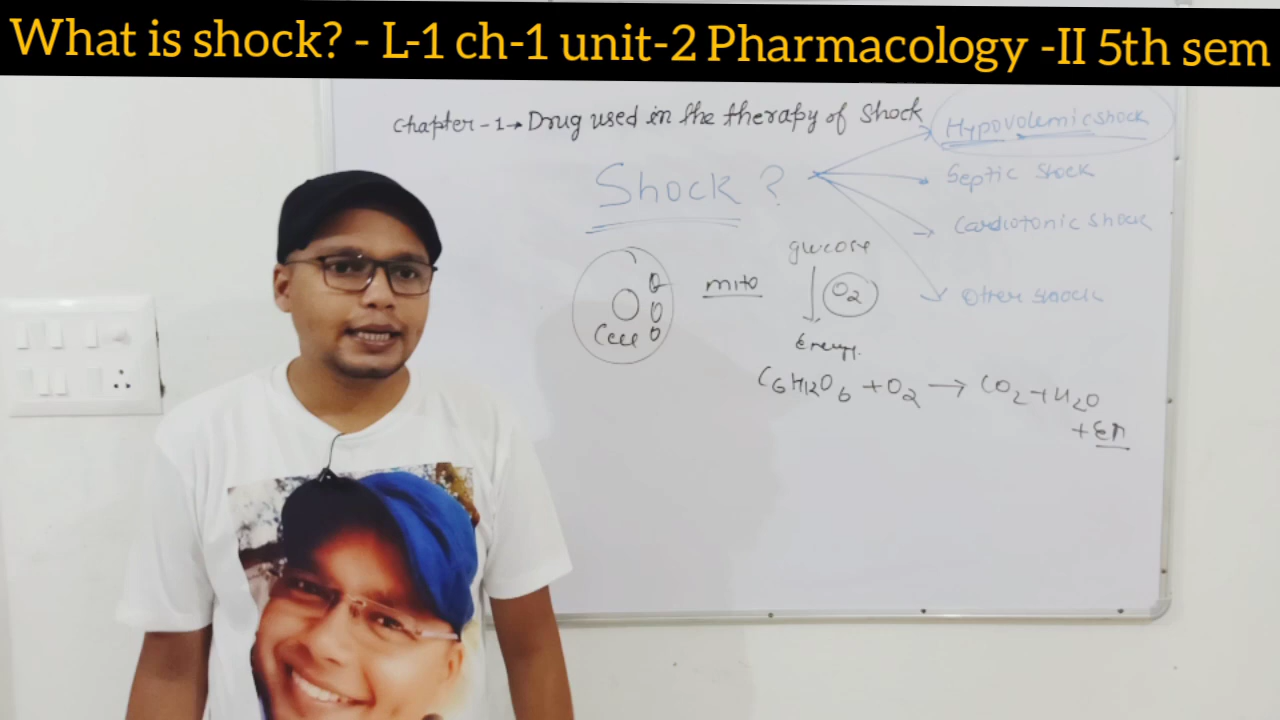 What is shock? - L-1 ch-1 unit-2 Pharmacology -II 5th sem
Chapter-1→ Drug used in the therapy of Shock
Shock ?
Hypovolemic shock
Septic shock
Cardiotonic shock
Other shock
Cell
mito
glucose
O2
Energy.
C6H12O6 + O2 → CO2 + H2O
+ En